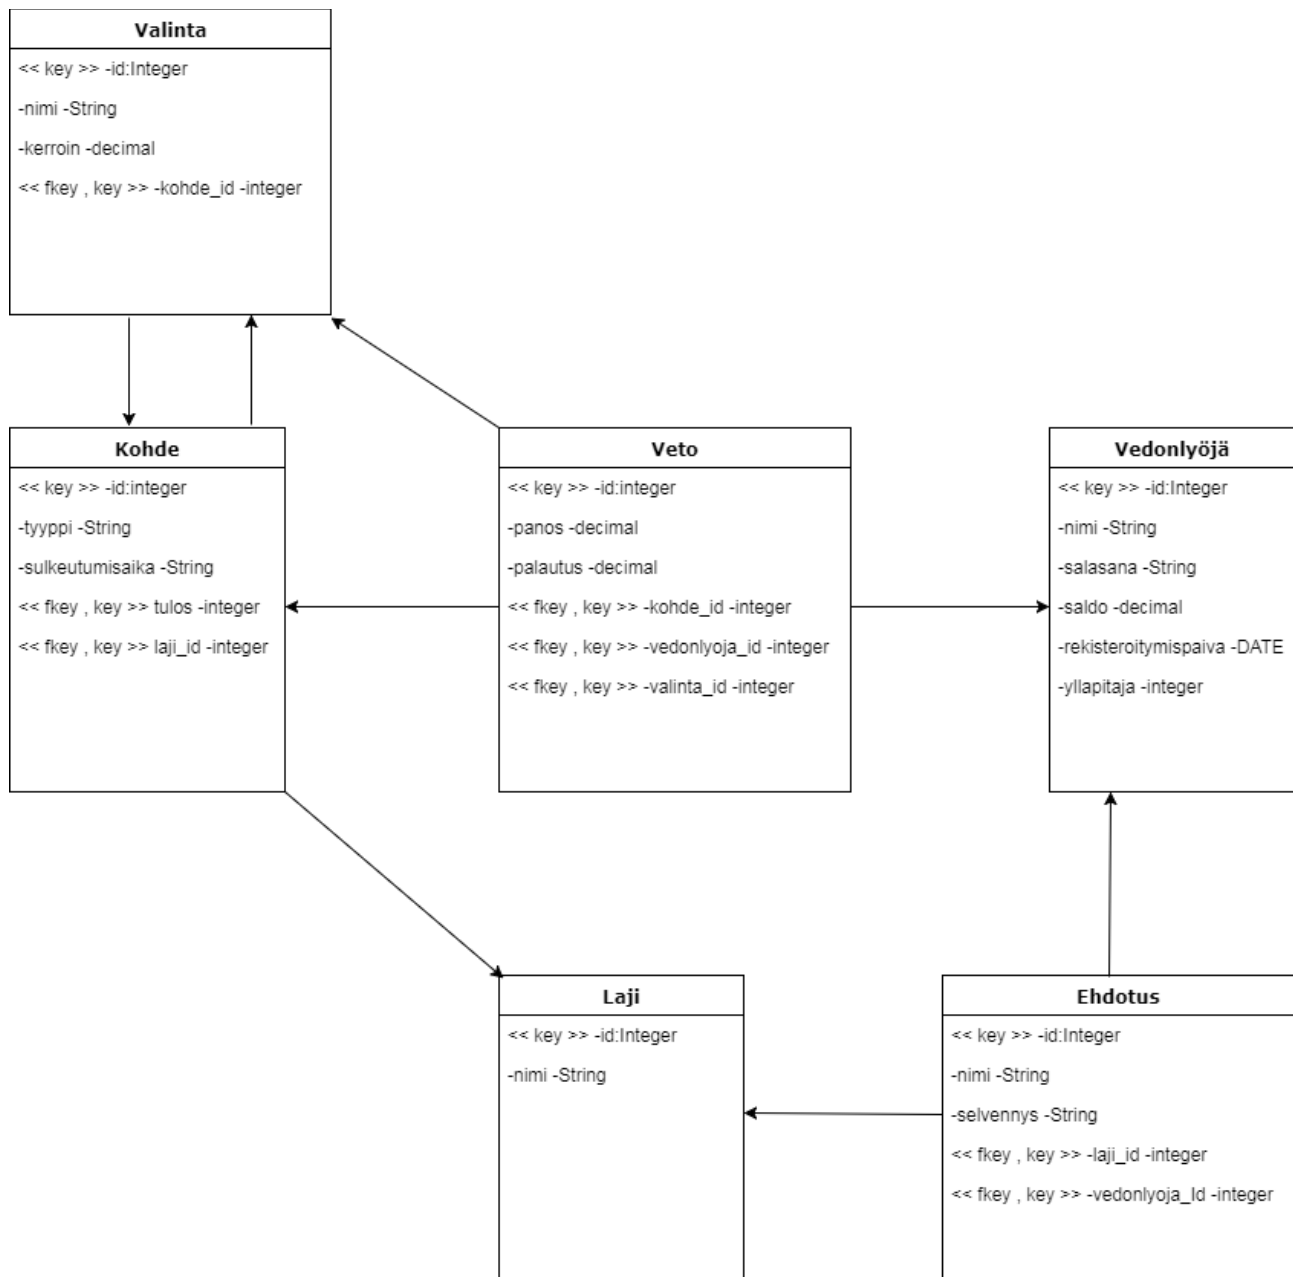 Valinta
<< key >> -id:Integer
-nimi -String
-kerroin -decimal
<< fkey , key >> -kohde_id -integer
Kohde
<< key >> -id:integer
-tyyppi -String
-sulkeutumisaika -String
<< fkey , key >> tulos -integer
<< fkey , key >> laji_id -integer
Veto
<< key >> -id:integer
-panos -decimal
-palautus -decimal
<< fkey , key >> -kohde_id -integer
<< fkey , key >> -vedonlyoja_id -integer
<< fkey , key >> -valinta_id -integer
Vedonlyöjä
<< key >> -id:Integer
-nimi -String
-salasana -String
-saldo -decimal
-rekisteroitymispaiva -DATE
-yllapitaja -integer
Laji
<< key >> -id:Integer
-nimi -String
Ehdotus
<< key >> -id:Integer
-nimi -String
-selvennys -String
<< fkey , key >> -laji_id -integer
<< fkey , key >> -vedonlyoja_Id -integer